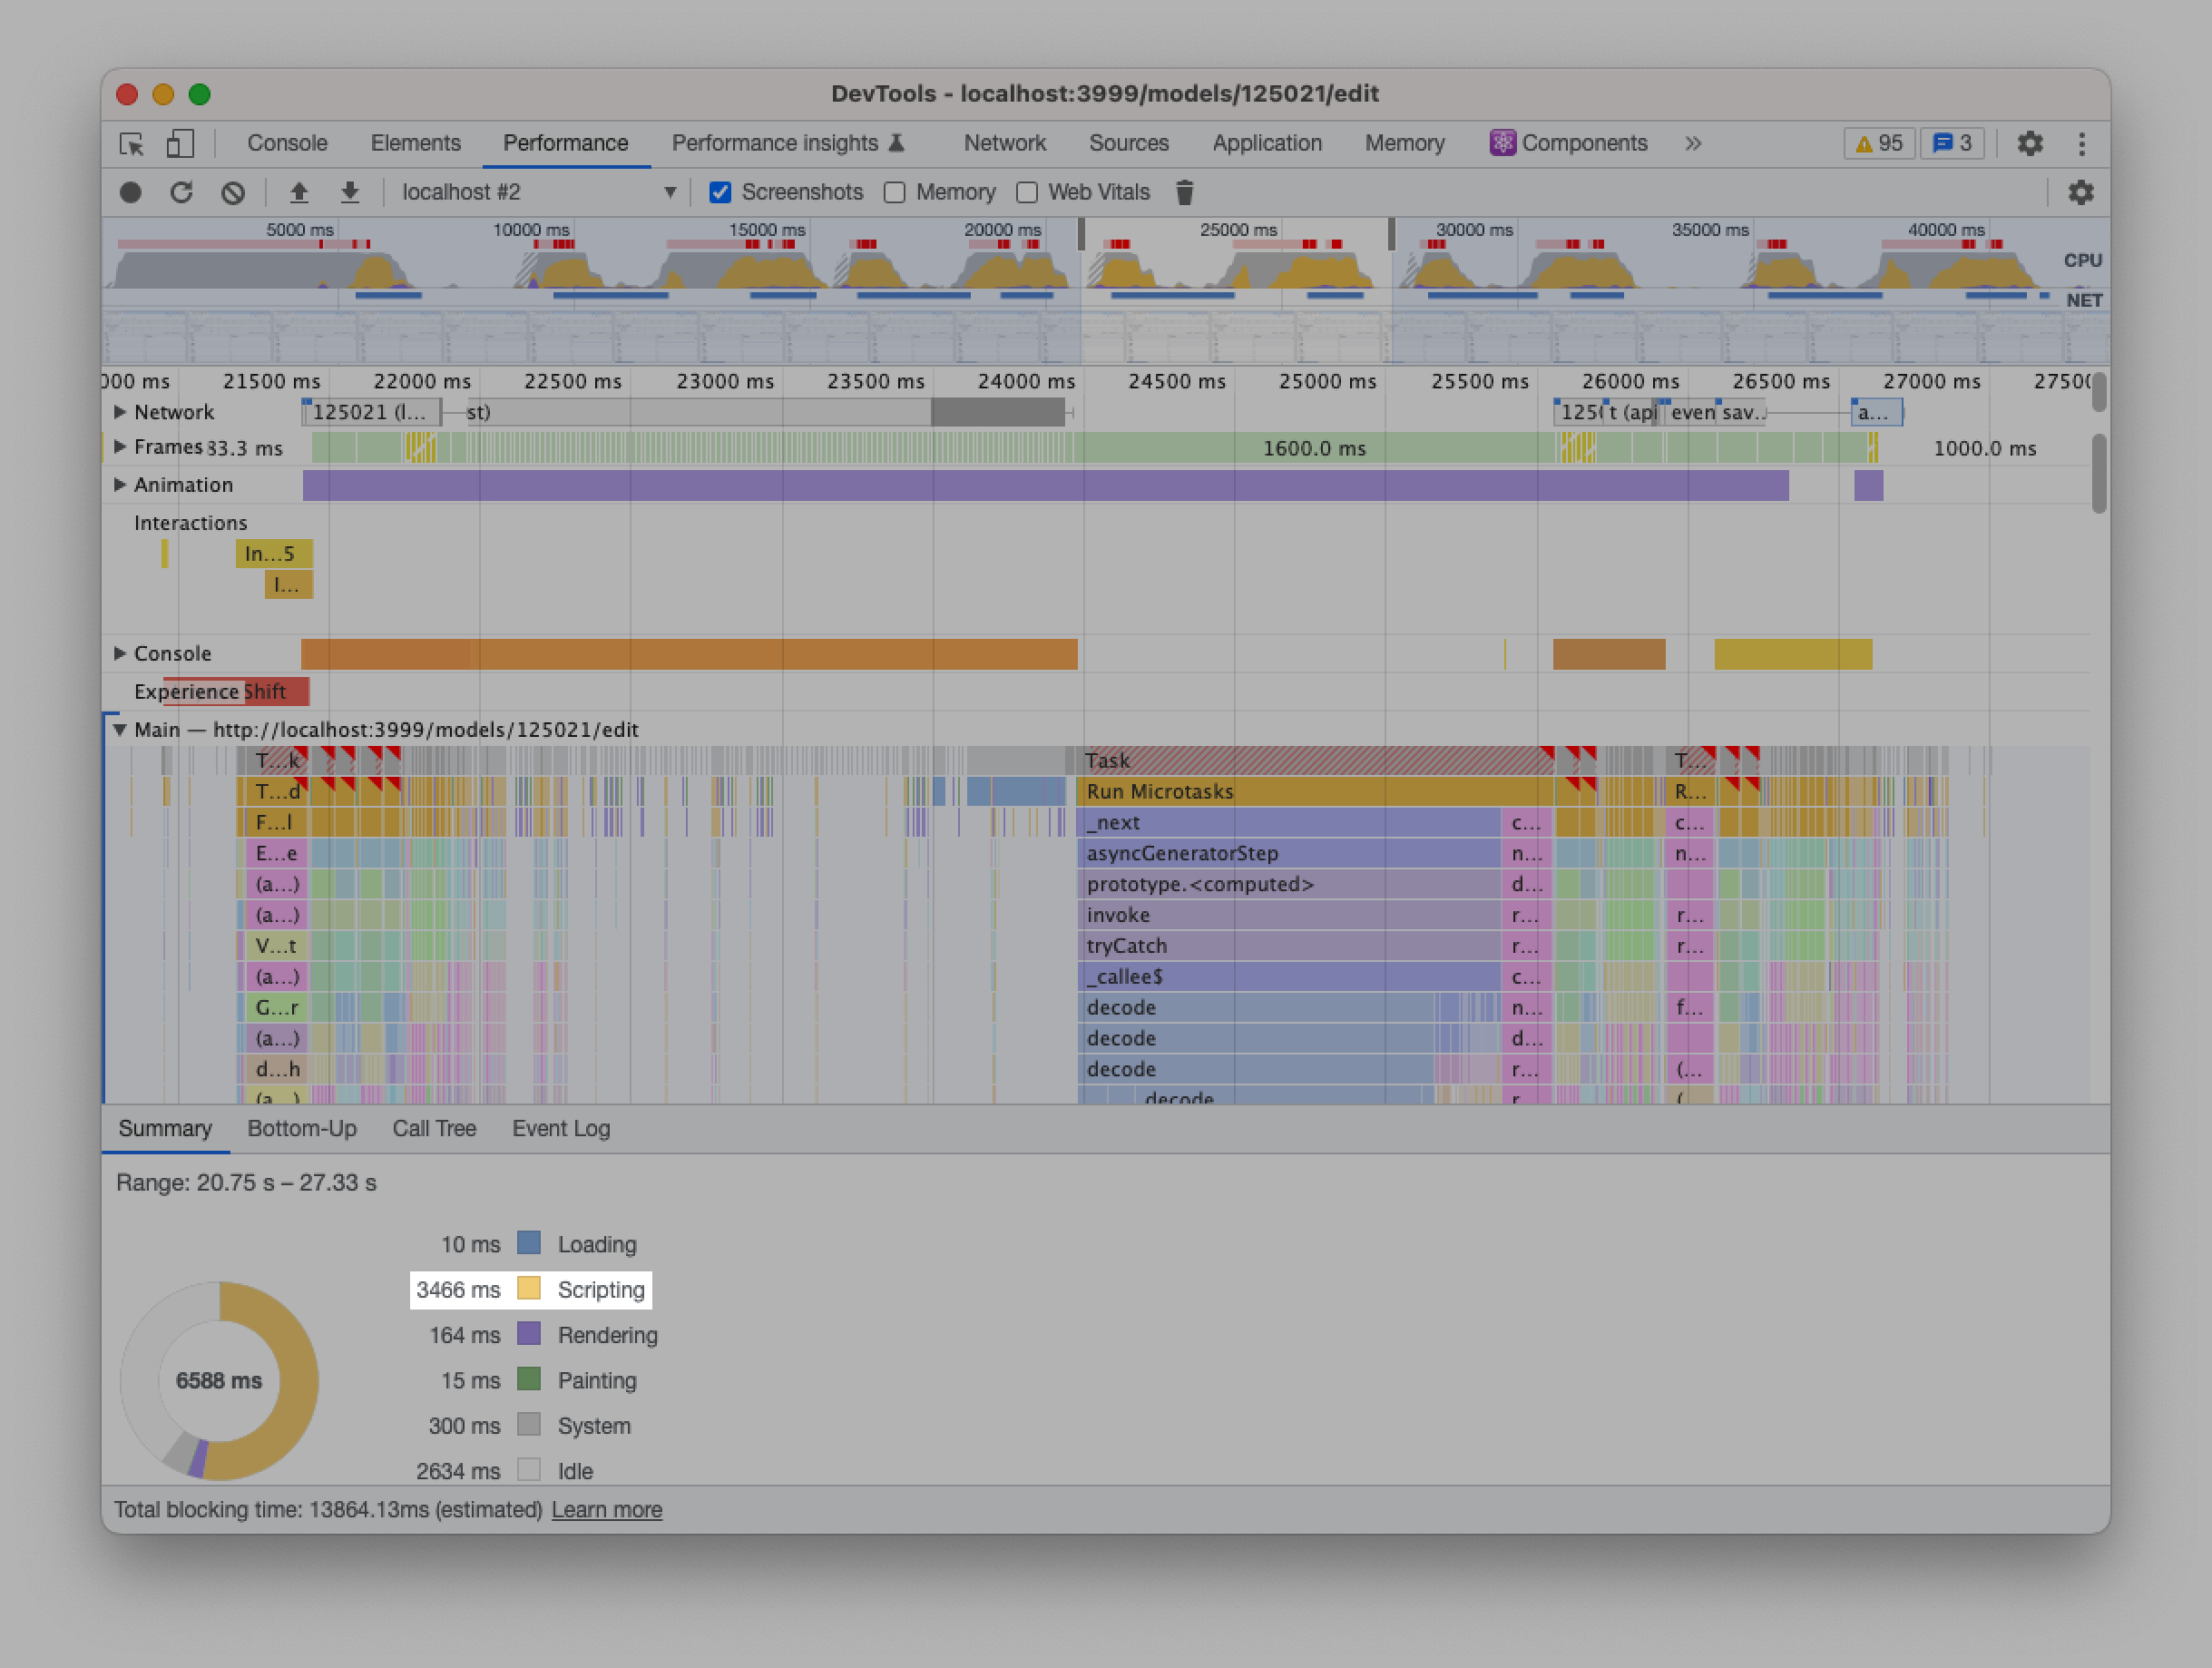 DevTools - localhost:3999/models/125021/edit
Console Elements Performance Performance insights Network Sources Application Memory Components » 95 3
localhost #2 ▼ Screenshots Memory Web Vitals
5000 ms 10000 ms 15000 ms 20000 ms 25000 ms 30000 ms 35000 ms 40000 ms
CPU
NET
000 ms 21500 ms 22000 ms 22500 ms 23000 ms 23500 ms 24000 ms 24500 ms 25000 ms 25500 ms 26000 ms 26500 ms 27000 ms 2750
Network 125021 (l... st) 125( t (api even sav... a...
Frames 83.3 ms 1600.0 ms 1000.0 ms
Animation
Interactions
In...5
I...
Console
Experience Shift
Main — http://localhost:3999/models/125021/edit
T...k Task T...
T...d Run Microtasks R...
F...l _next c... c...
E...e asyncGeneratorStep n... n...
(a...) prototype.<computed> d...
(a...) invoke r... r...
V...t tryCatch r... r...
(a...) _callee$ c...
G...r decode n... f...
(a...) decode d...
d...h decode r... (...
(a...) decode r (
Summary Bottom-Up Call Tree Event Log
Range: 20.75 s – 27.33 s
10 ms Loading
3466 ms Scripting
164 ms Rendering
6588 ms
15 ms Painting
300 ms System
2634 ms Idle
Total blocking time: 13864.13ms (estimated) Learn more